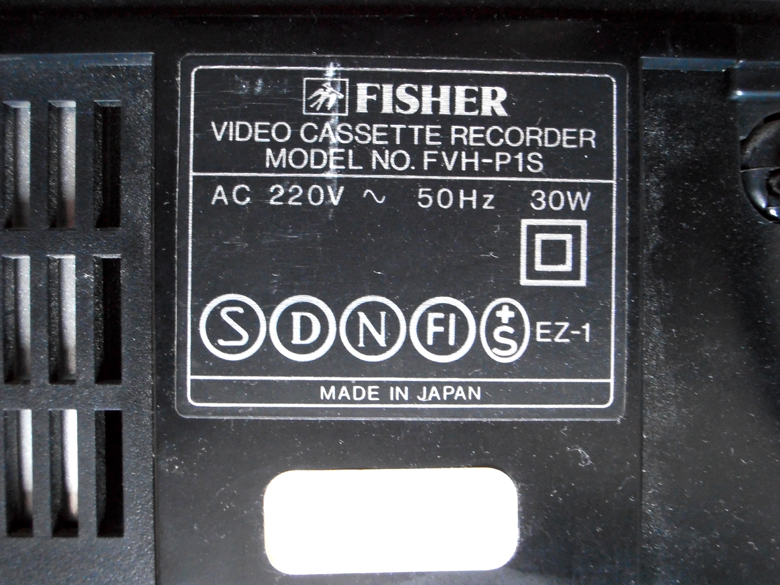 FISHER
VIDEO CASSETTE RECORDER
MODEL NO. FVH-P1S
AC 220V ~ 50Hz 30W
S D N FI +S EZ-1
MADE IN JAPAN